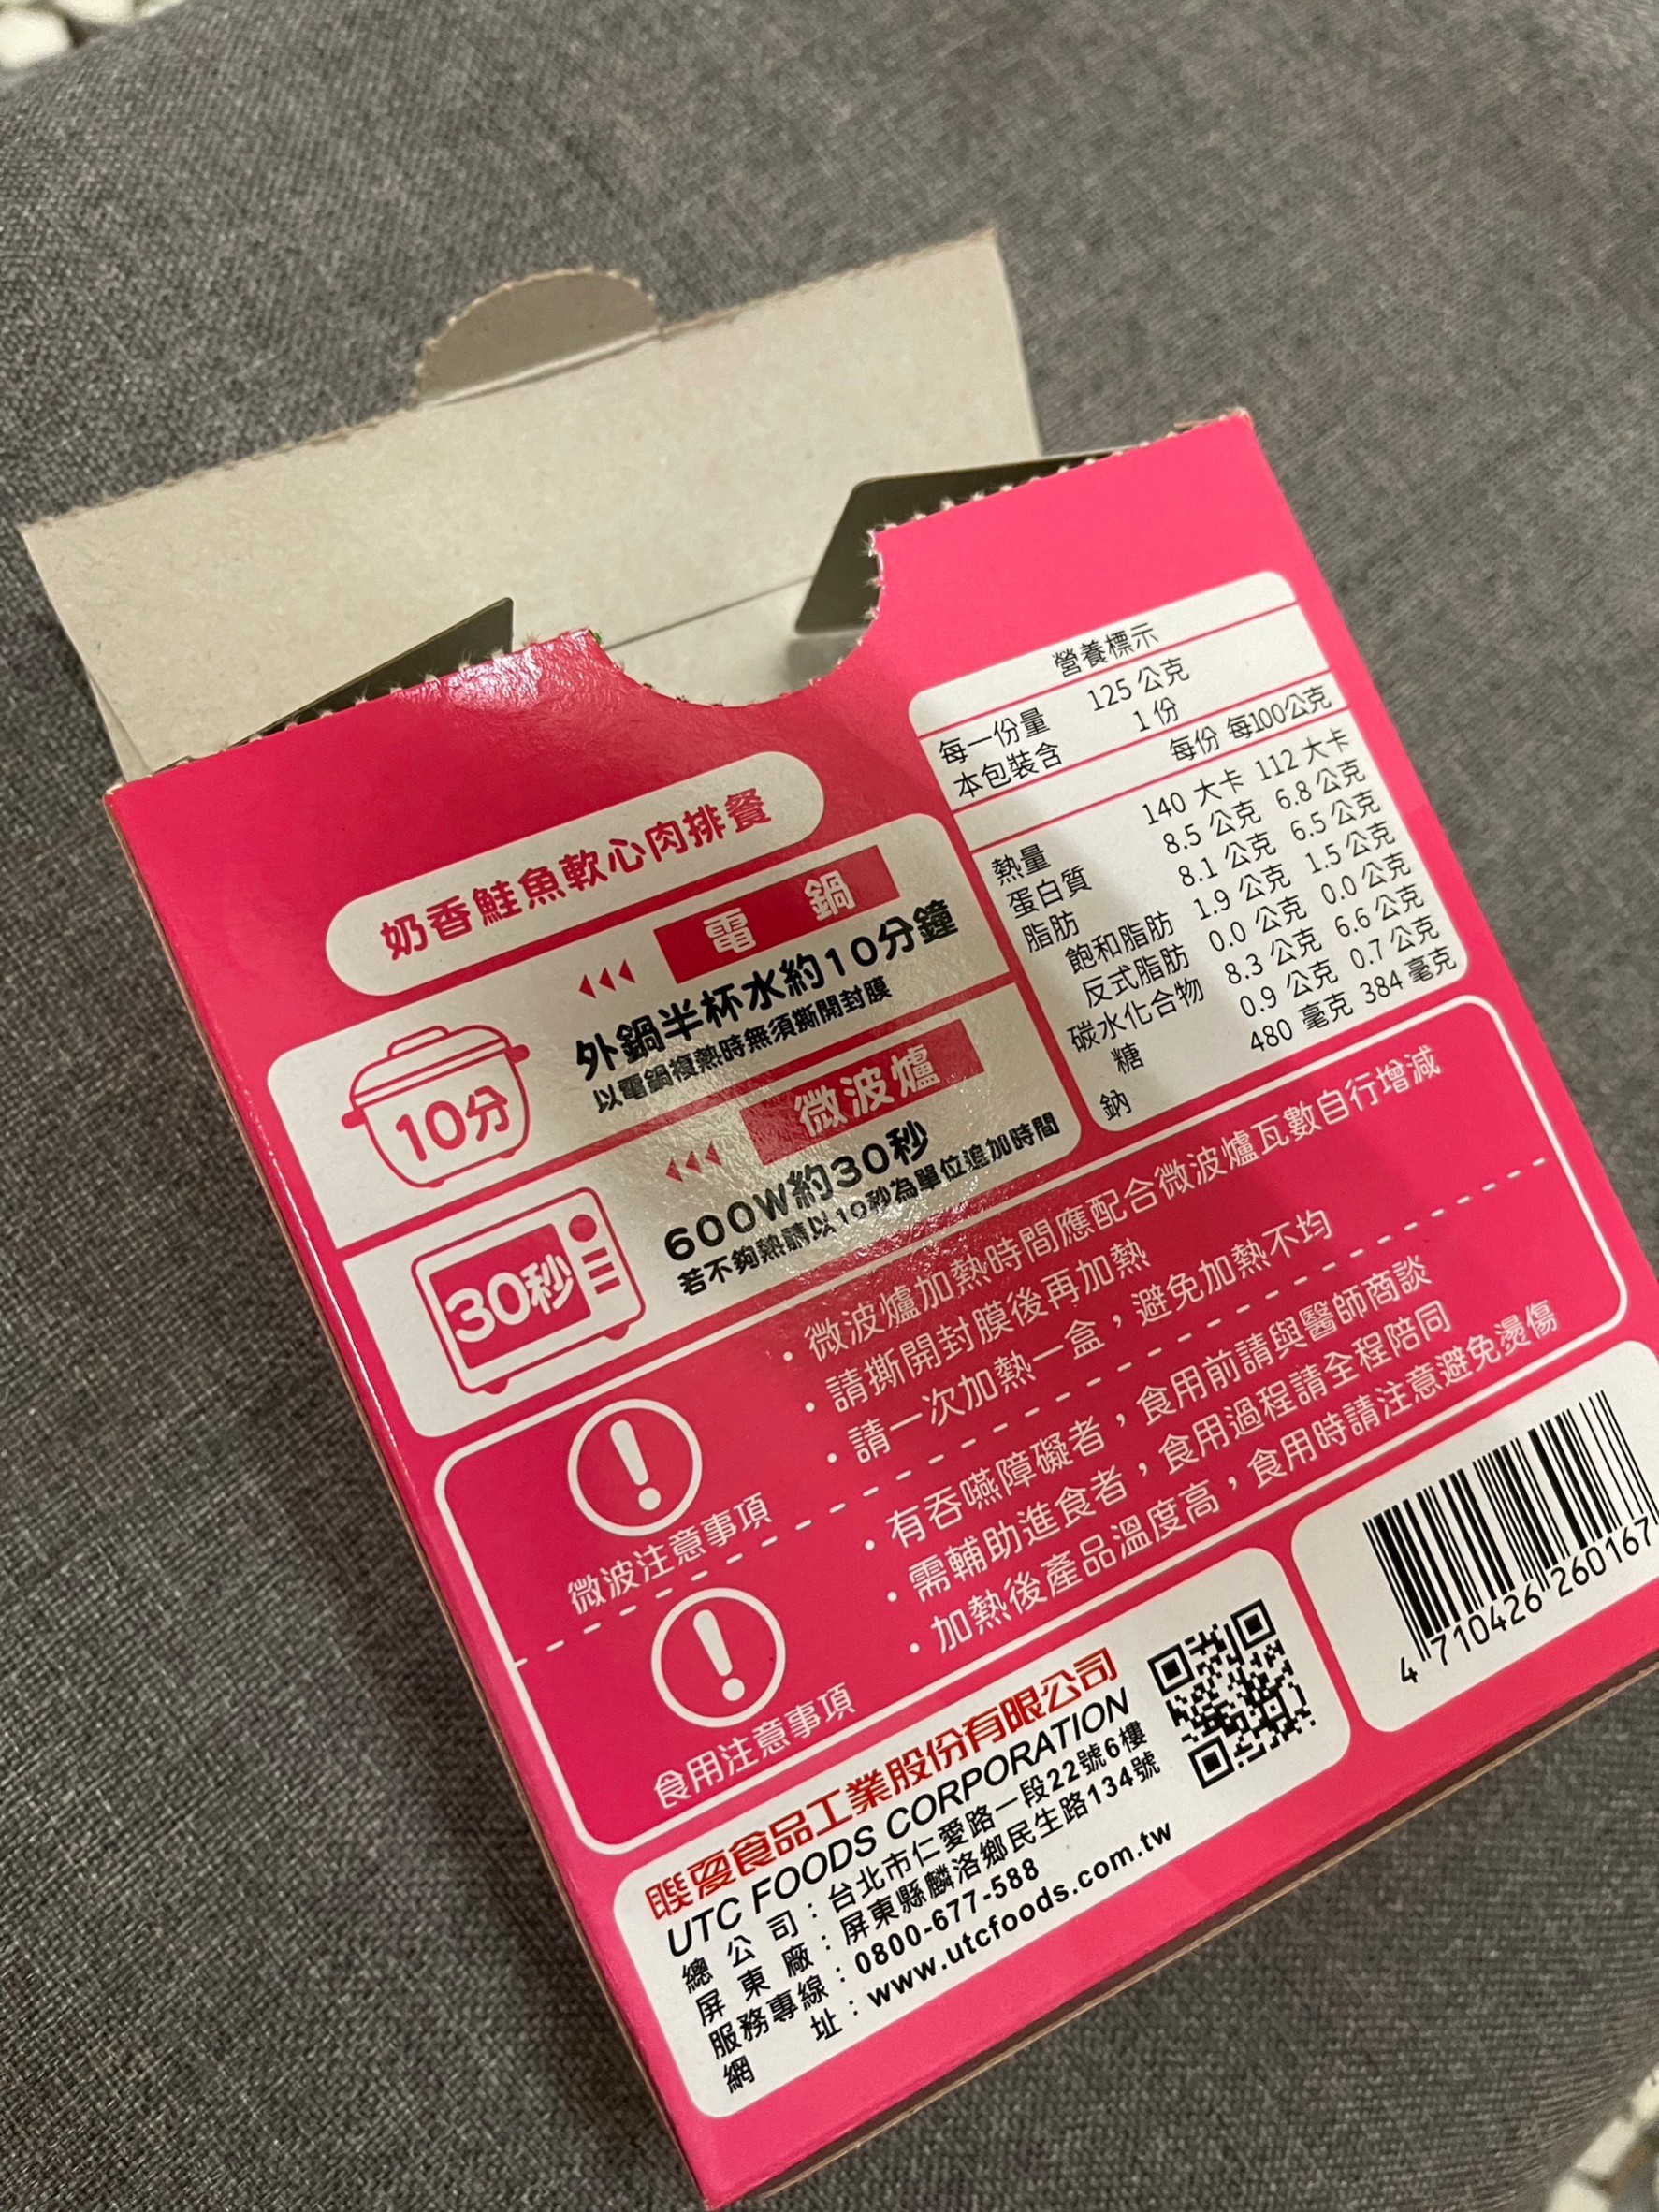 營養標示
每一份量 125 公克
本包裝含 1 份
每份 每100公克
熱量 140 大卡 112 大卡
蛋白質 8.5 公克 6.8 公克
脂肪 8.1 公克 6.5 公克
飽和脂肪 1.9 公克 1.5 公克
反式脂肪 0.0 公克 0.0 公克
碳水化合物 8.3 公克 6.6 公克
糖 0.9 公克 0.7 公克
鈉 480 毫克 384 毫克
奶香鮭魚軟心肉排餐
電鍋
10分
外鍋半杯水約10分鐘
以電鍋複熱時無須撕開封膜
微波爐
30秒
600W約30秒
若不夠熱請以10秒為單位追加時間
微波注意事項
・微波爐加熱時間應配合微波爐瓦數自行增減
・請撕開封膜後再加熱
・請一次加熱一盒，避免加熱不均
食用注意事項
・有吞嚥障礙者，食用前請與醫師商談
・需輔助進食者，食用過程請全程陪同
・加熱後產品溫度高，食用時請注意避免燙傷
聯夏食品工業股份有限公司
UTC FOODS CORPORATION
總公司：台北市仁愛路一段22號6樓
屏東廠：屏東縣麟洛鄉民生路134號
服務專線：0800-677-588
網址：www.utcfoods.com.tw
4 710426 260167